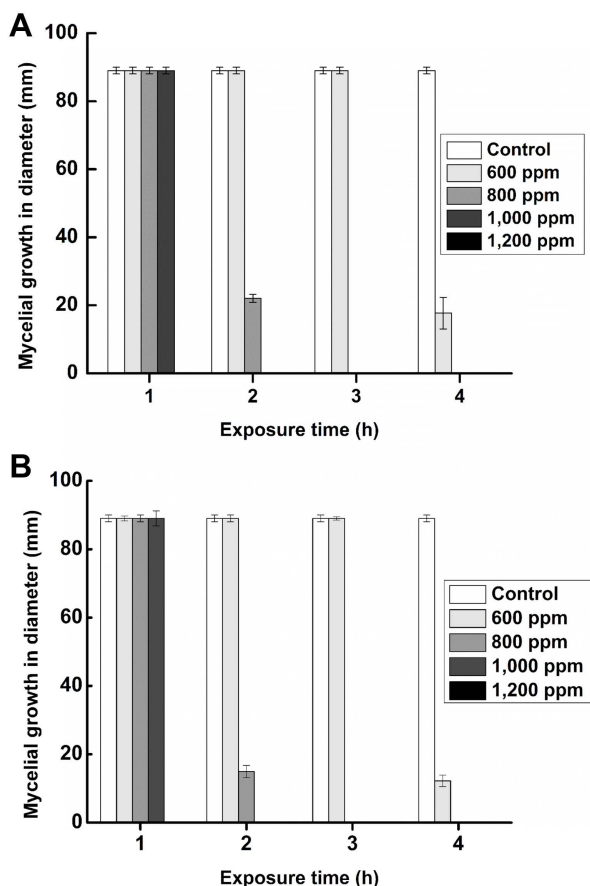 A
Mycelial growth in diameter (mm)
100
80
60
40
20
0
Control
600 ppm
800 ppm
1,000 ppm
1,200 ppm
1 2 3 4
Exposure time (h)
B
Mycelial growth in diameter (mm)
100
80
60
40
20
0
Control
600 ppm
800 ppm
1,000 ppm
1,200 ppm
1 2 3 4
Exposure time (h)